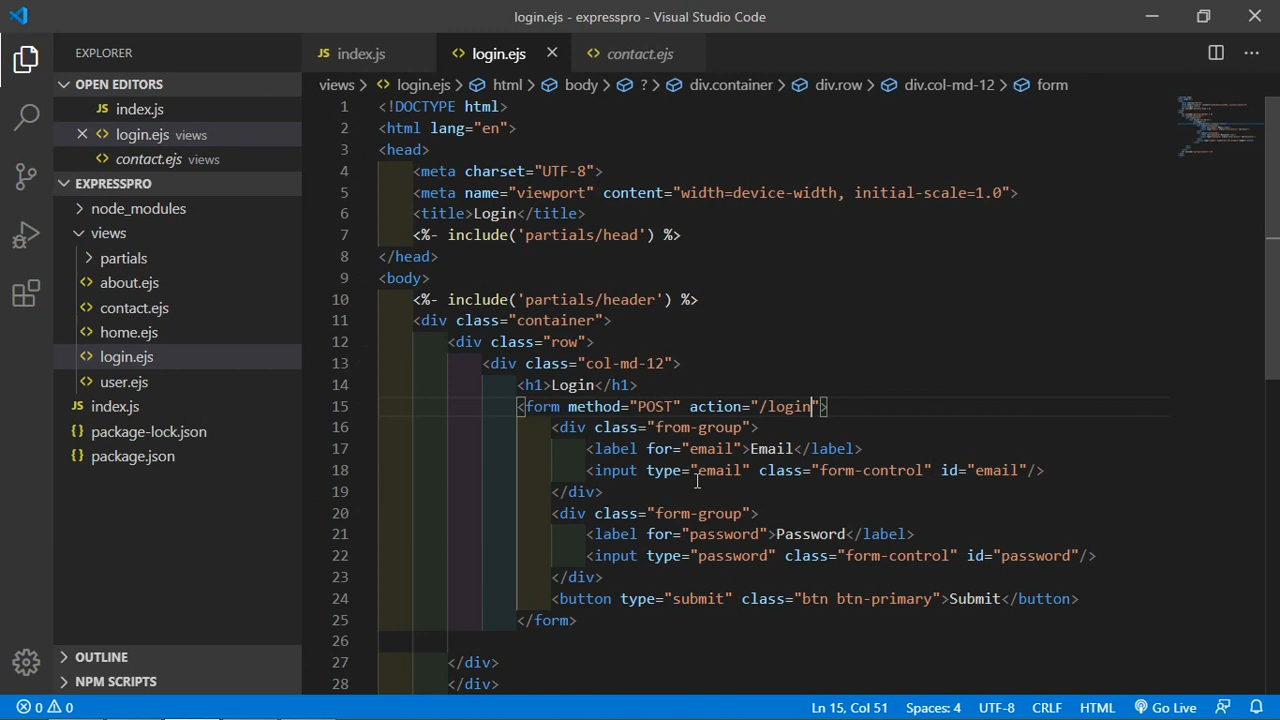 login.ejs - expresspro - Visual Studio Code
EXPLORER
OPEN EDITORS
JS index.js
login.ejs views
contact.ejs views
EXPRESSPRO
node_modules
views
partials
about.ejs
contact.ejs
home.ejs
login.ejs
user.ejs
JS index.js
package-lock.json
package.json
OUTLINE
NPM SCRIPTS
JS index.js
login.ejs
contact.ejs
views > login.ejs > html > body > ? > div.container > div.row > div.col-md-12 > form
1 <!DOCTYPE html>
2 <html lang="en">
3 <head>
4 <meta charset="UTF-8">
5 <meta name="viewport" content="width=device-width, initial-scale=1.0">
6 <title>Login</title>
7 <%- include('partials/head') %>
8 </head>
9 <body>
10 <%- include('partials/header') %>
11 <div class="container">
12 <div class="row">
13 <div class="col-md-12">
14 <h1>Login</h1>
15 <form method="POST" action="/login">
16 <div class="from-group">
17 <label for="email">Email</label>
18 <input type="email" class="form-control" id="email"/>
19 </div>
20 <div class="form-group">
21 <label for="password">Password</label>
22 <input type="password" class="form-control" id="password"/>
23 </div>
24 <button type="submit" class="btn btn-primary">Submit</button>
25 </form>
26
27 </div>
28 </div>
0 0 Ln 15, Col 51 Spaces: 4 UTF-8 CRLF HTML Go Live